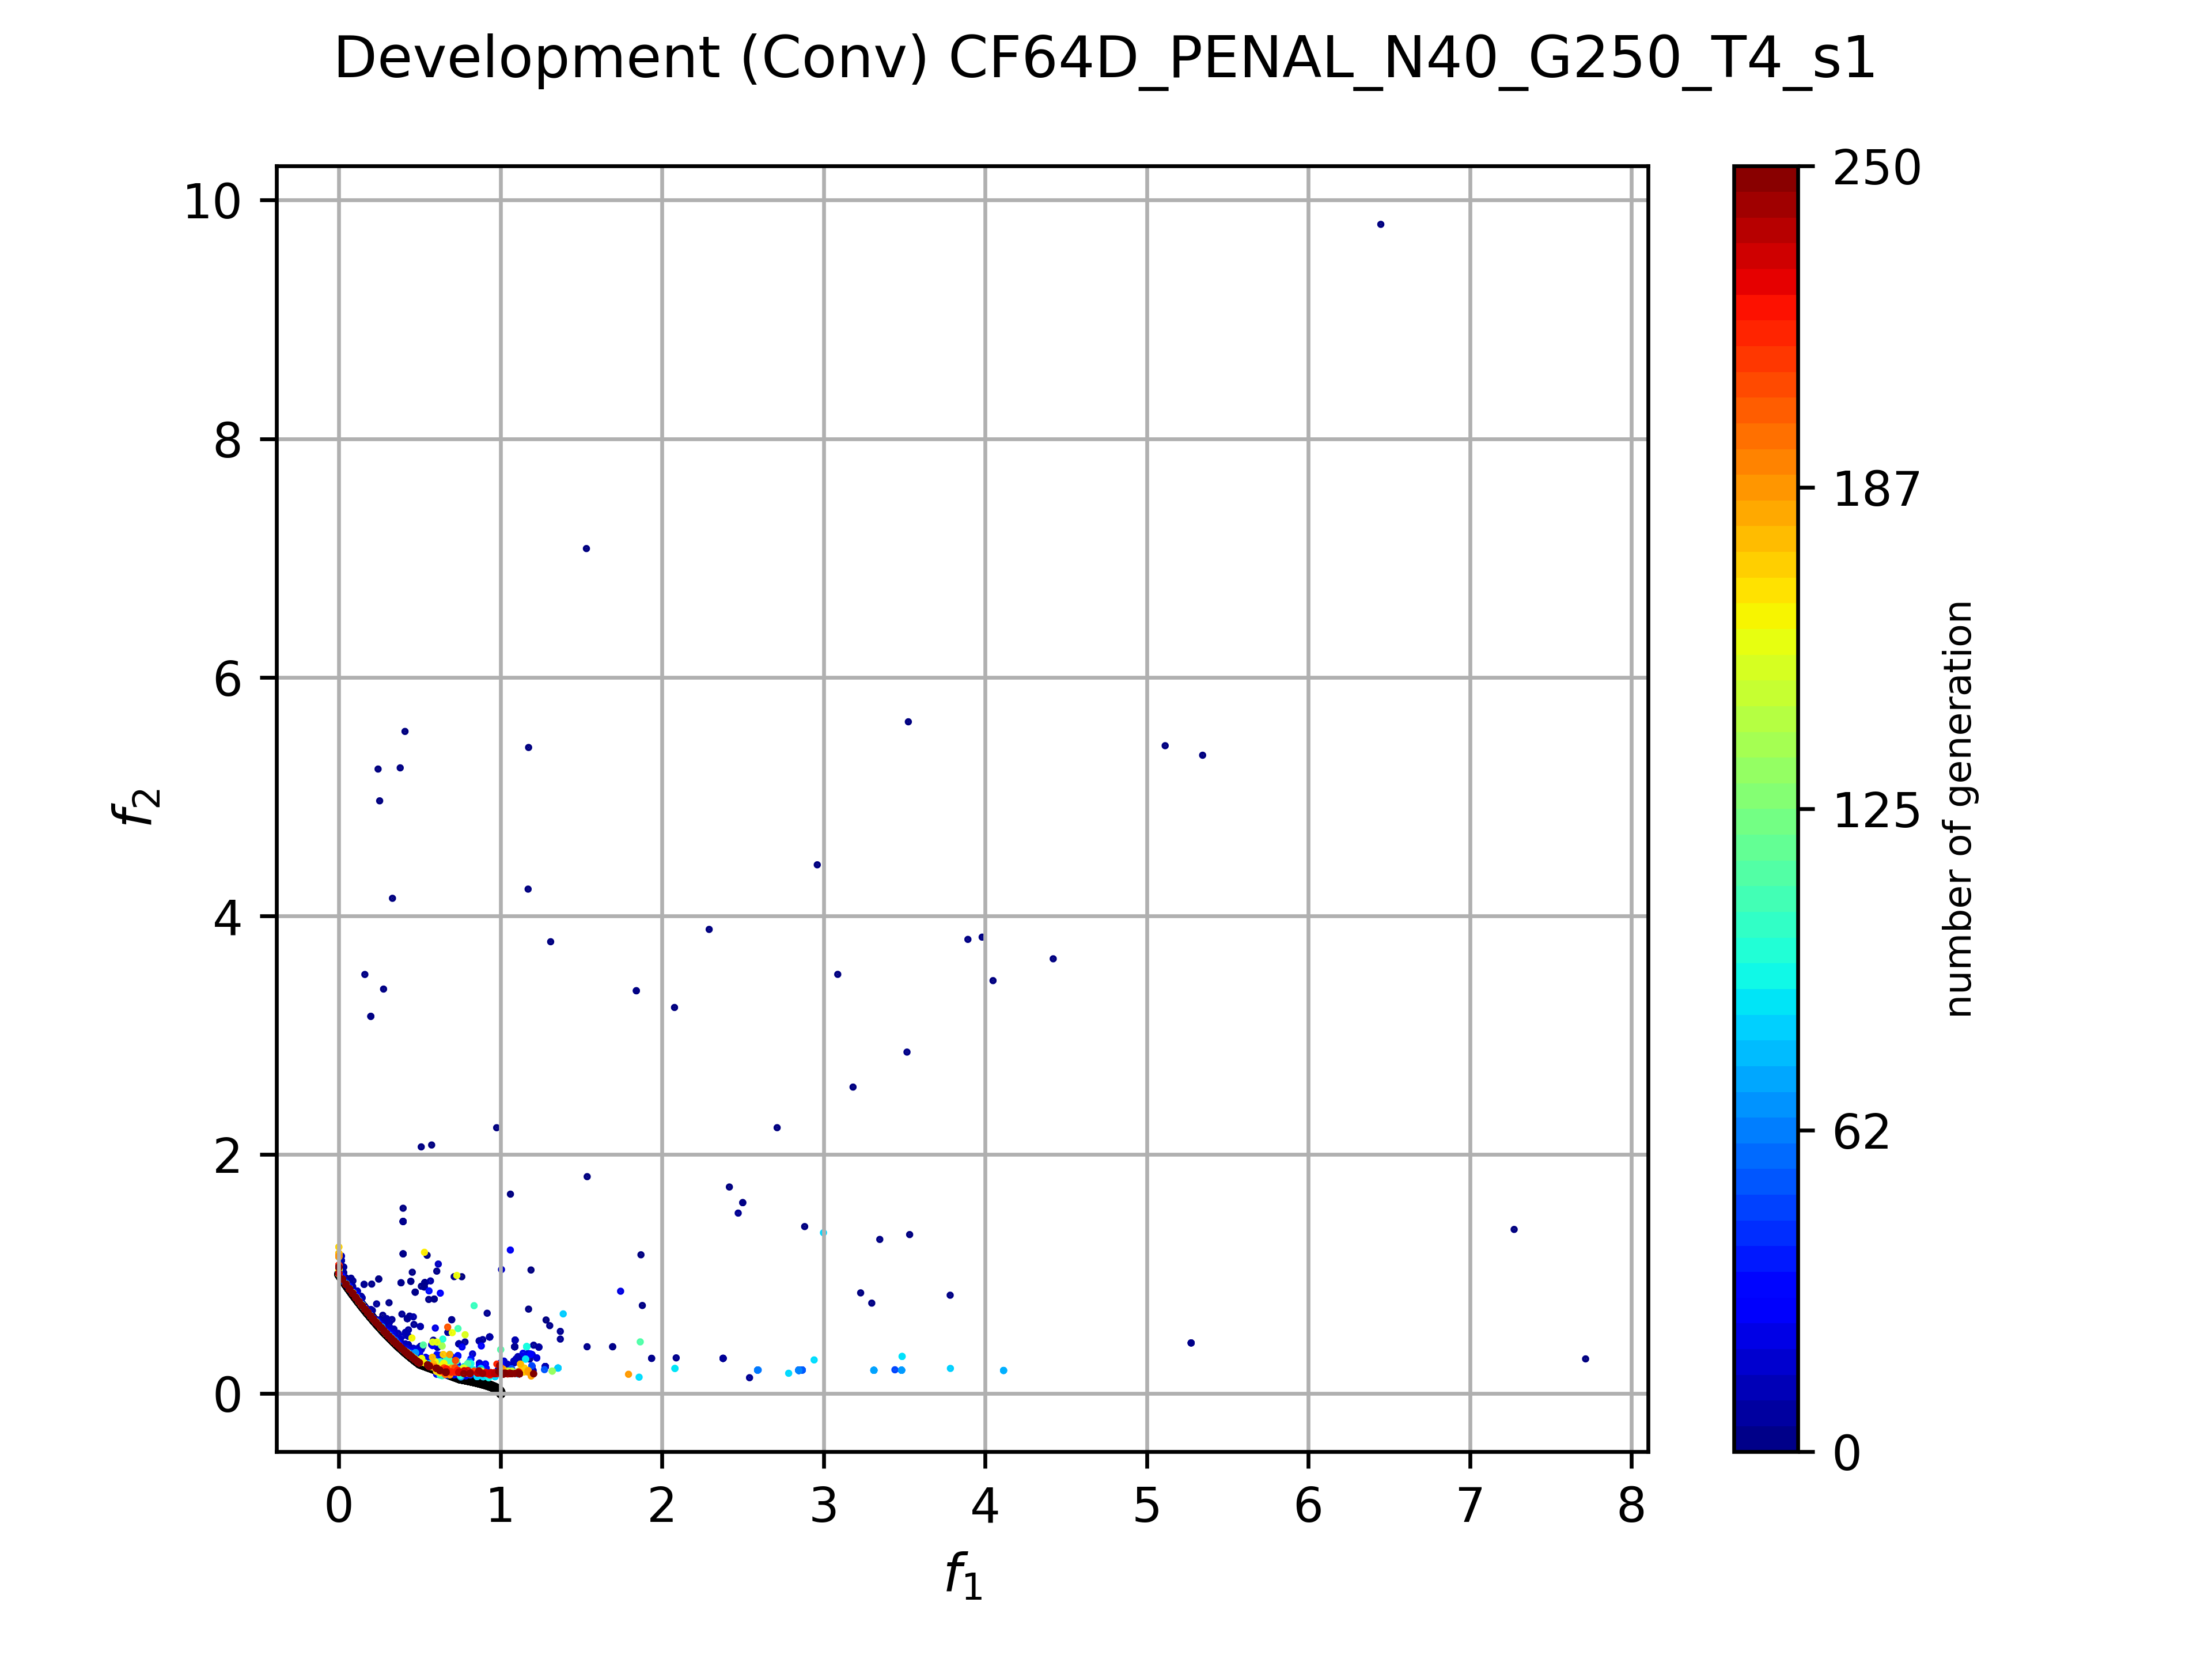 Development (Conv) CF64D_PENAL_N40_G250_T4_s1
10
8
6
4
2
0
f2
0 1 2 3 4 5 6 7 8
f1
250
187
125
62
0
number of generation